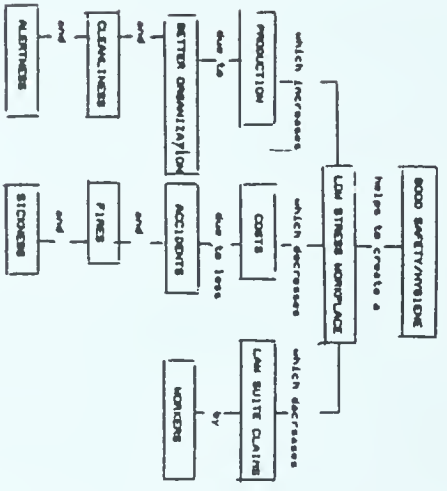 GOOD SAFETY/HYGIENE
helps to create a
LOW STRESS WORKPLACE
which increases
PRODUCTION
due to
BETTER ORGANIZATION
and
CLEANLINESS
and
ALERTNESS
which decreases
COSTS
due to less
ACCIDENTS
and
FIRES
and
SICKNESS
which decreases
LAW SUITE CLAIMS
by
WORKERS